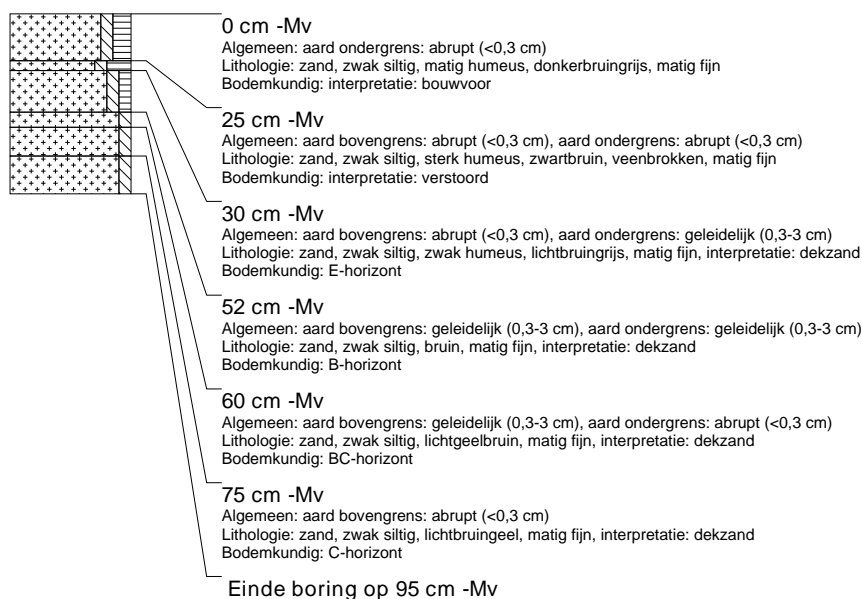 0 cm -Mv
Algemeen: aard ondergrens: abrupt (<0,3 cm)
Lithologie: zand, zwak siltig, matig humeus, donkerbruingrijs, matig fijn
Bodemkundig: interpretatie: bouwvoor
25 cm -Mv
Algemeen: aard bovengrens: abrupt (<0,3 cm), aard ondergrens: abrupt (<0,3 cm)
Lithologie: zand, zwak siltig, sterk humeus, zwartbruin, veenbrokken, matig fijn
Bodemkundig: interpretatie: verstoord
30 cm -Mv
Algemeen: aard bovengrens: abrupt (<0,3 cm), aard ondergrens: geleidelijk (0,3-3 cm)
Lithologie: zand, zwak siltig, zwak humeus, lichtbruingrijs, matig fijn, interpretatie: dekzand
Bodemkundig: E-horizont
52 cm -Mv
Algemeen: aard bovengrens: geleidelijk (0,3-3 cm), aard ondergrens: geleidelijk (0,3-3 cm)
Lithologie: zand, zwak siltig, bruin, matig fijn, interpretatie: dekzand
Bodemkundig: B-horizont
60 cm -Mv
Algemeen: aard bovengrens: geleidelijk (0,3-3 cm), aard ondergrens: abrupt (<0,3 cm)
Lithologie: zand, zwak siltig, lichtgeelbruin, matig fijn, interpretatie: dekzand
Bodemkundig: BC-horizont
75 cm -Mv
Algemeen: aard bovengrens: abrupt (<0,3 cm)
Lithologie: zand, zwak siltig, lichtbruingeel, matig fijn, interpretatie: dekzand
Bodemkundig: C-horizont
Einde boring op 95 cm -Mv